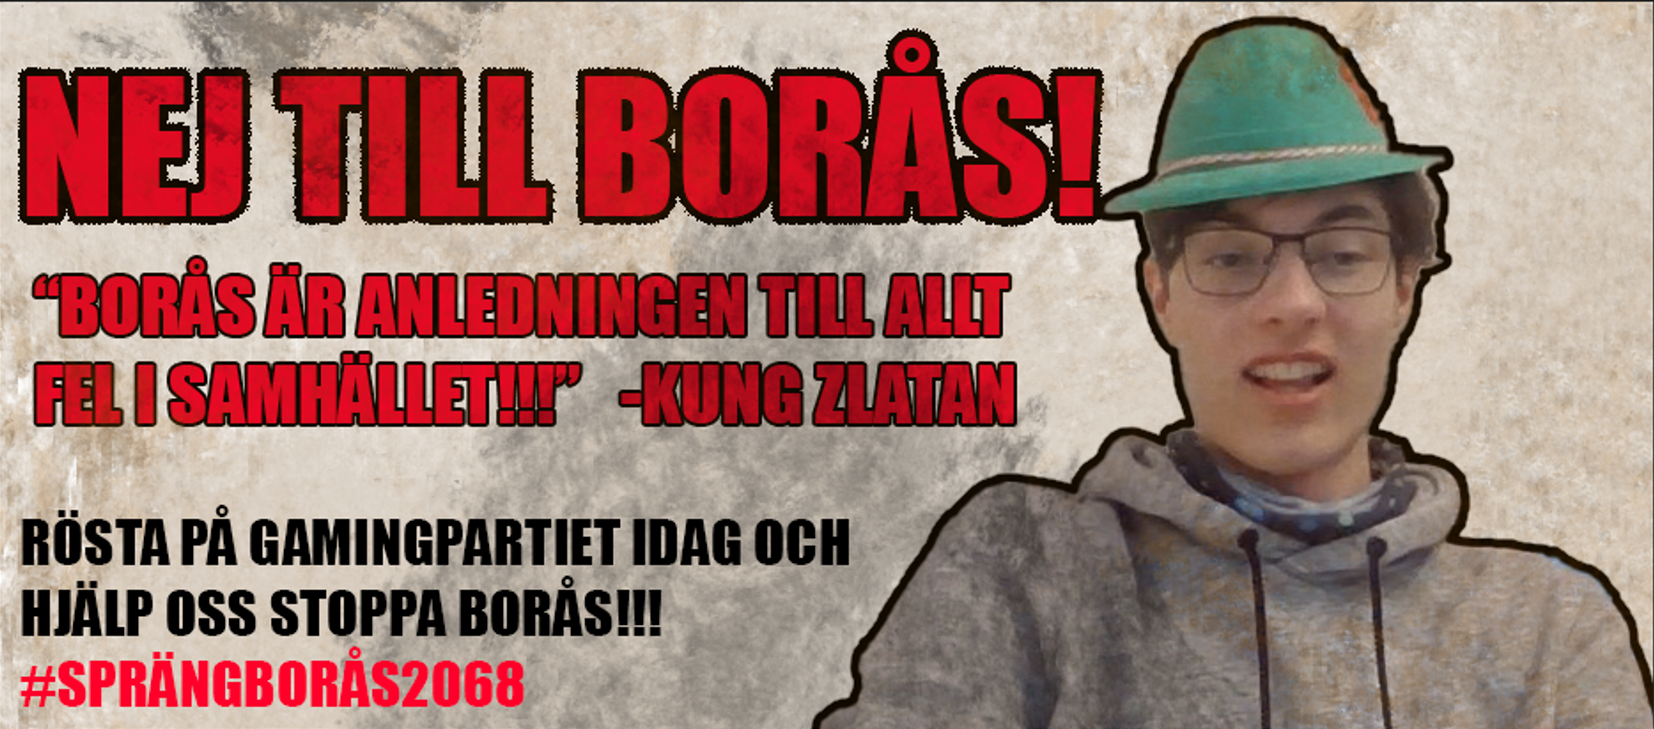 NEJ TILL BORÅS!
“BORÅS ÄR ANLEDNINGEN TILL ALLT
FEL I SAMHÄLLET!!!” -KUNG ZLATAN
RÖSTA PÅ GAMINGPARTIET IDAG OCH
HJÄLP OSS STOPPA BORÅS!!!
#SPRÄNGBORÅS2068